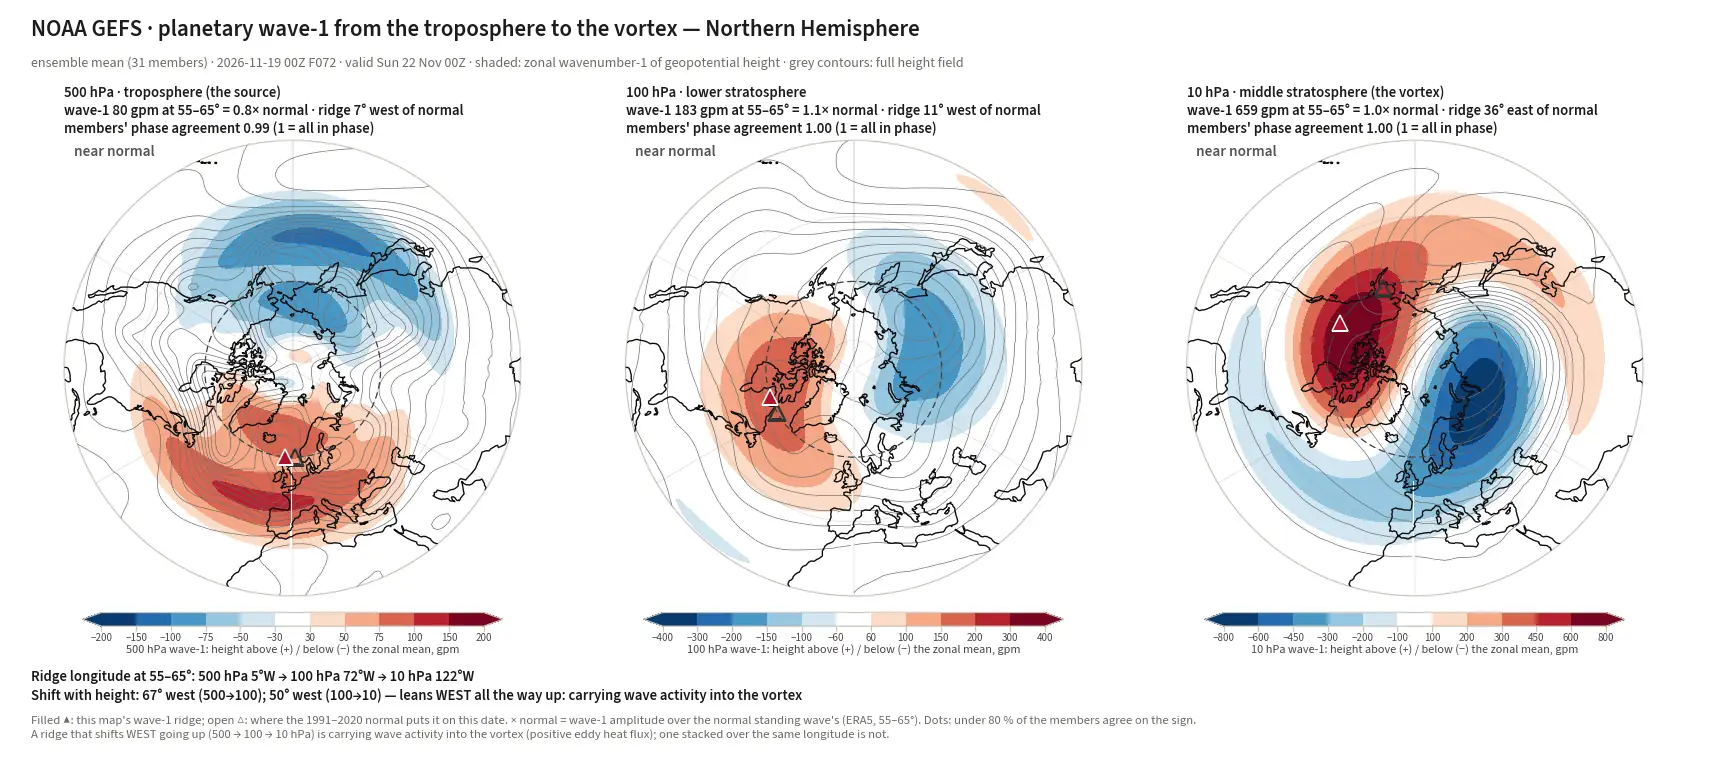 NOAA GEFS · planetary wave-1 from the troposphere to the vortex — Northern Hemisphere
ensemble mean (31 members) · 2026-11-19 00Z F072 · valid Sun 22 Nov 00Z · shaded: zonal wavenumber-1 of geopotential height · grey contours: full height field
500 hPa · troposphere (the source)
wave-1 80 gpm at 55–65° = 0.8× normal · ridge 7° west of normal
members' phase agreement 0.99 (1 = all in phase)
near normal
100 hPa · lower stratosphere
wave-1 183 gpm at 55–65° = 1.1× normal · ridge 11° west of normal
members' phase agreement 1.00 (1 = all in phase)
near normal
10 hPa · middle stratosphere (the vortex)
wave-1 659 gpm at 55–65° = 1.0× normal · ridge 36° east of normal
members' phase agreement 1.00 (1 = all in phase)
near normal
−200 −150 −100 −75 −50 −30 30 50 75 100 150 200
500 hPa wave-1: height above (+) / below (−) the zonal mean, gpm
−400 −300 −200 −150 −100 −60 60 100 150 200 300 400
100 hPa wave-1: height above (+) / below (−) the zonal mean, gpm
−800 −600 −450 −300 −200 −100 100 200 300 450 600 800
10 hPa wave-1: height above (+) / below (−) the zonal mean, gpm
Ridge longitude at 55–65°: 500 hPa 5°W → 100 hPa 72°W → 10 hPa 122°W
Shift with height: 67° west (500→100); 50° west (100→10) — leans WEST all the way up: carrying wave activity into the vortex
Filled ▲: this map's wave-1 ridge; open △: where the 1991–2020 normal puts it on this date. × normal = wave-1 amplitude over the normal standing wave's (ERA5, 55–65°). Dots: under 80 % of the members agree on the sign.
A ridge that shifts WEST going up (500 → 100 → 10 hPa) is carrying wave activity into the vortex (positive eddy heat flux); one stacked over the same longitude is not.